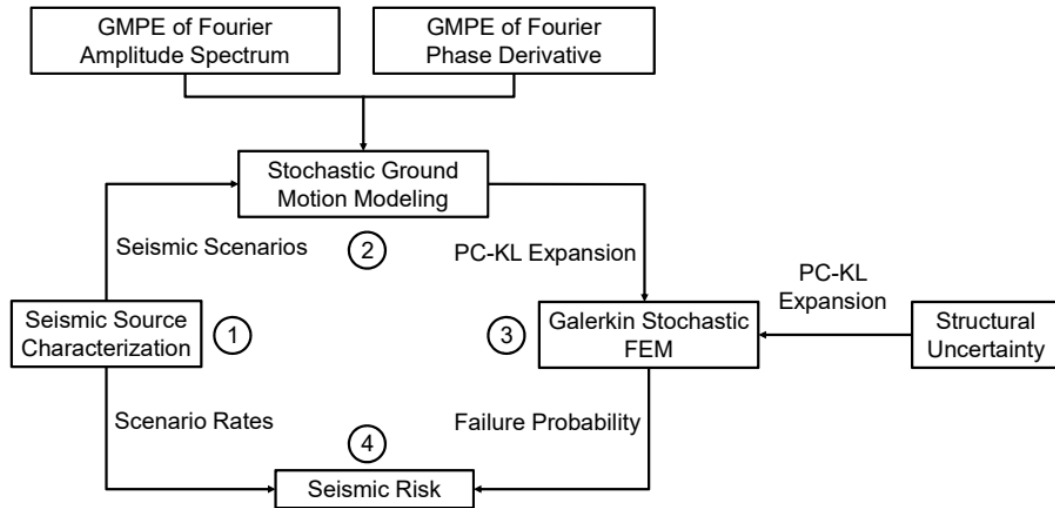 GMPE of Fourier
Amplitude Spectrum
GMPE of Fourier
Phase Derivative
Stochastic Ground
Motion Modeling
Seismic Scenarios
2
PC-KL Expansion
PC-KL
Expansion
Seismic Source
Characterization
1
3
Galerkin Stochastic
FEM
Structural
Uncertainty
Scenario Rates
Failure Probability
4
Seismic Risk